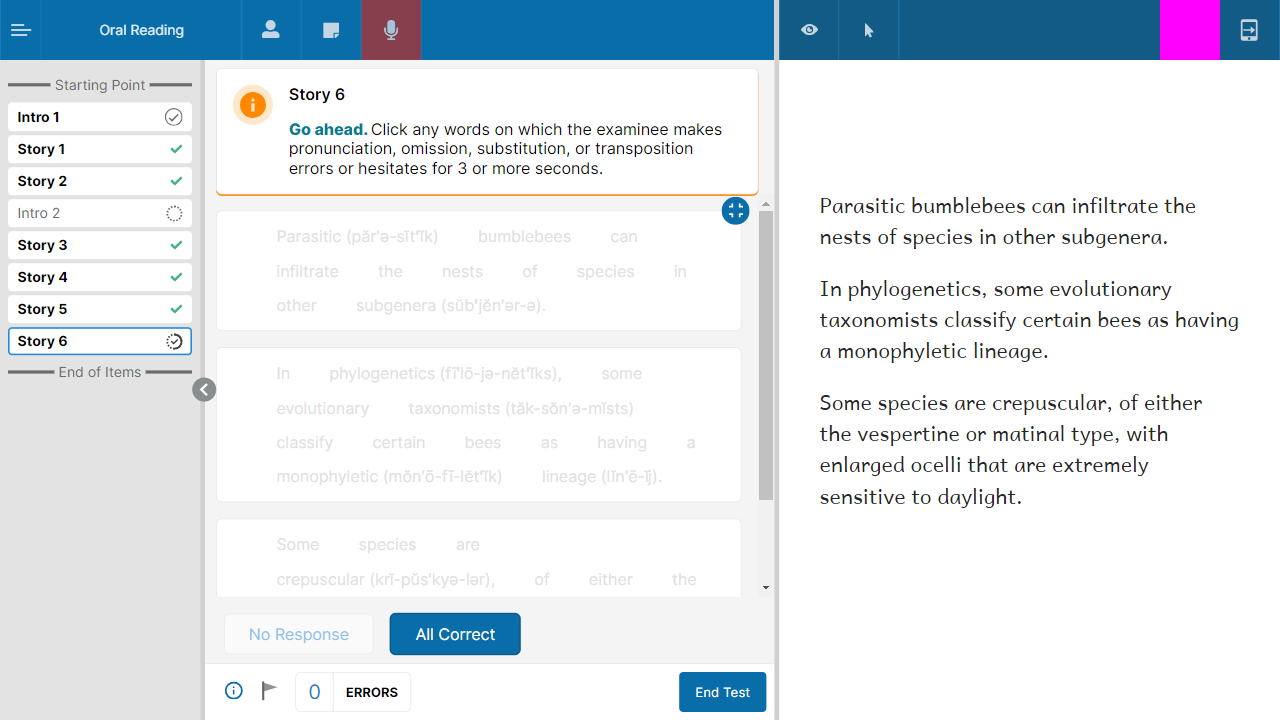 Oral Reading
Starting Point
Intro 1
Story 1
Story 2
Intro 2
Story 3
Story 4
Story 5
Story 6
End of Items
Story 6
Go ahead. Click any words on which the examinee makes
pronunciation, omission, substitution, or transposition
errors or hesitates for 3 or more seconds.
Parasitic (păr′ə-sĭt′ĭk) bumblebees can
infiltrate the nests of species in
other subgenera (sŭb′jĕn′ər-ə).
In phylogenetics (fī′lō-jə-nĕt′ĭks), some
evolutionary taxonomists (tăk-sŏn′ə-mĭsts)
classify certain bees as having a
monophyletic (mŏn′ō-fī-lĕt′ĭk) lineage (lĭn′ē-ĭj).
Some species are
crepuscular (krĭ-pŭs′kyə-lər), of either the
No Response
All Correct
0 ERRORS
End Test
Parasitic bumblebees can infiltrate the
nests of species in other subgenera.
In phylogenetics, some evolutionary
taxonomists classify certain bees as having
a monophyletic lineage.
Some species are crepuscular, of either
the vespertine or matinal type, with
enlarged ocelli that are extremely
sensitive to daylight.